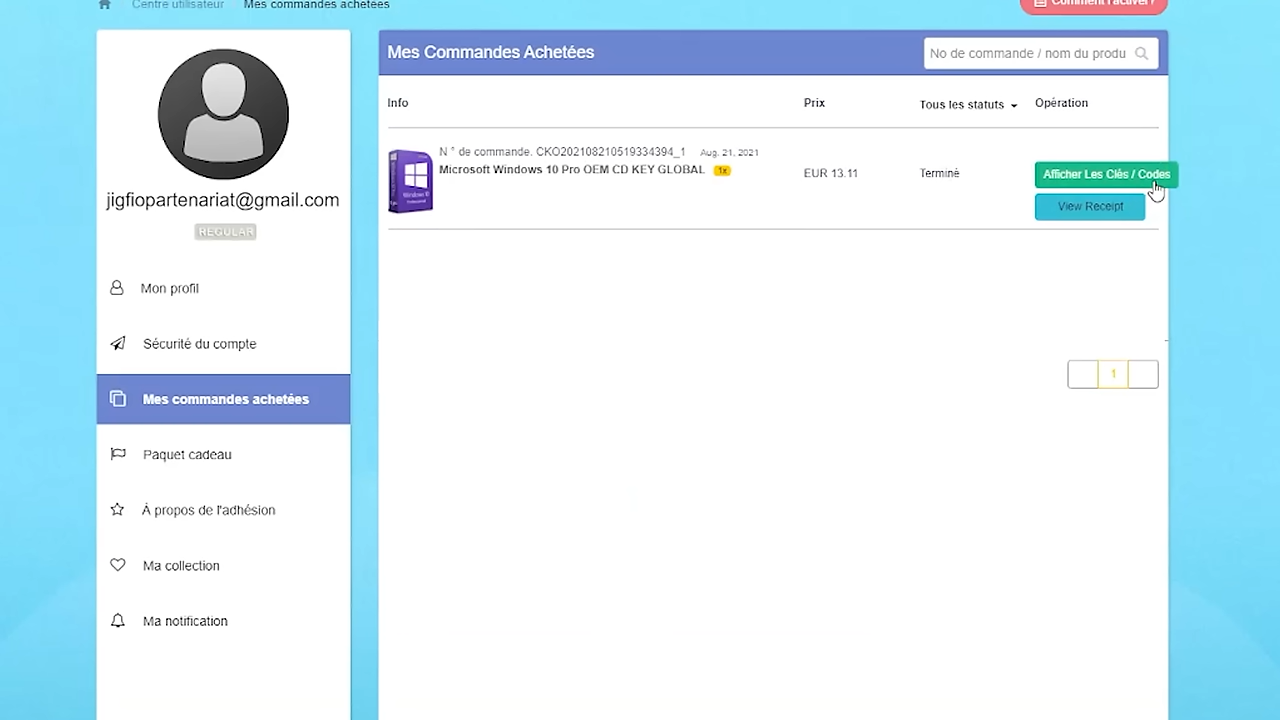 Centre utilisateur Mes commandes achetées
Comment l'activer?
Mes Commandes Achetées
No de commande / nom du produ
Info Prix Tous les statuts Opération
N ° de commande. CKO202108210519334394_1 Aug. 21, 2021
Microsoft Windows 10 Pro OEM CD KEY GLOBAL 1x
EUR 13.11
Terminé
Afficher Les Clés / Codes
View Receipt
1
jigfiopartenariat@gmail.com
REGULAR
Mon profil
Sécurité du compte
Mes commandes achetées
Paquet cadeau
À propos de l'adhésion
Ma collection
Ma notification